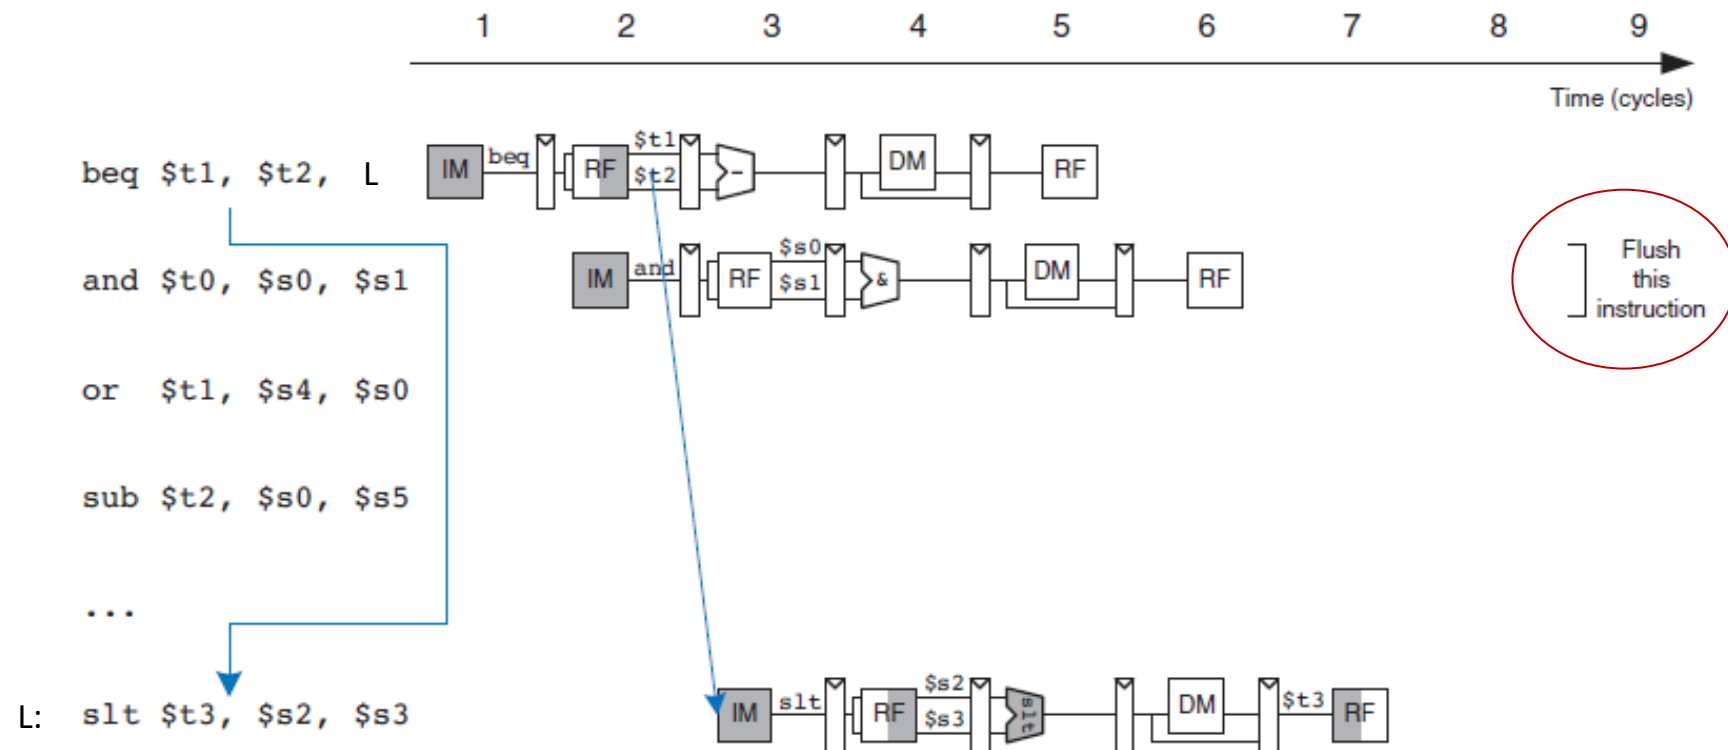 1 2 3 4 5 6 7 8 9
Time (cycles)
beq $t1, $t2, L
IM beq RF $t1 $t2 - DM RF
and $t0, $s0, $s1
IM and RF $s0 $s1 & DM RF
Flush
this
instruction
or $t1, $s4, $s0
sub $t2, $s0, $s5
...
L: slt $t3, $s2, $s3
IM slt RF $s2 $s3 slt DM $t3 RF